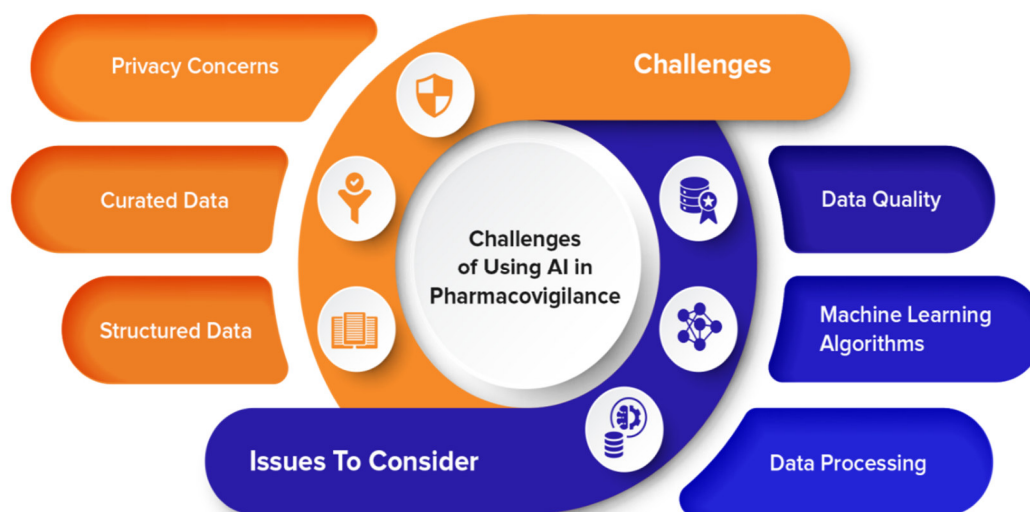 Privacy Concerns
Challenges
Curated Data
Data Quality
Challenges
of Using AI in
Pharmacovigilance
Structured Data
Machine Learning
Algorithms
Issues To Consider
Data Processing